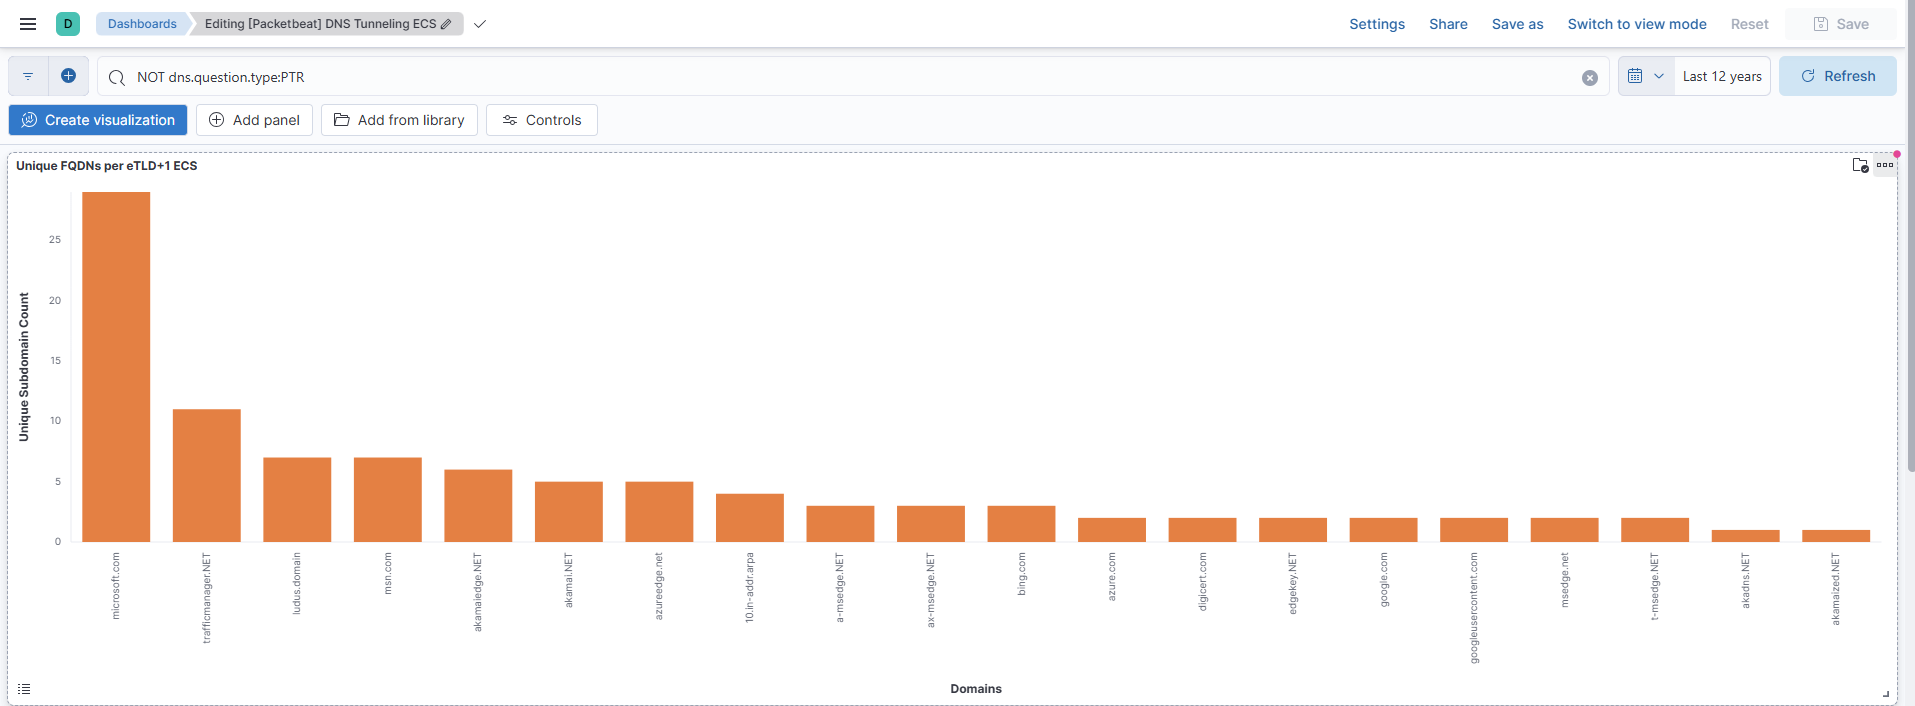 D Dashboards Editing [Packetbeat] DNS Tunneling ECS Settings Share Save as Switch to view mode Reset Save
NOT dns.question.type:PTR Last 12 years Refresh
Create visualization Add panel Add from library Controls
Unique FQDNs per eTLD+1 ECS
Unique Subdomain Count
25
20
15
10
5
0
microsoft.com
trafficmanager.NET
ludus.domain
msn.com
akamaiedge.NET
akamai.NET
azureedge.net
10.in-addr.arpa
a-msedge.NET
ax-msedge.NET
bing.com
azure.com
digicert.com
edgekey.NET
google.com
googleusercontent.com
msedge.net
t-msedge.NET
akadns.NET
akamaized.NET
Domains